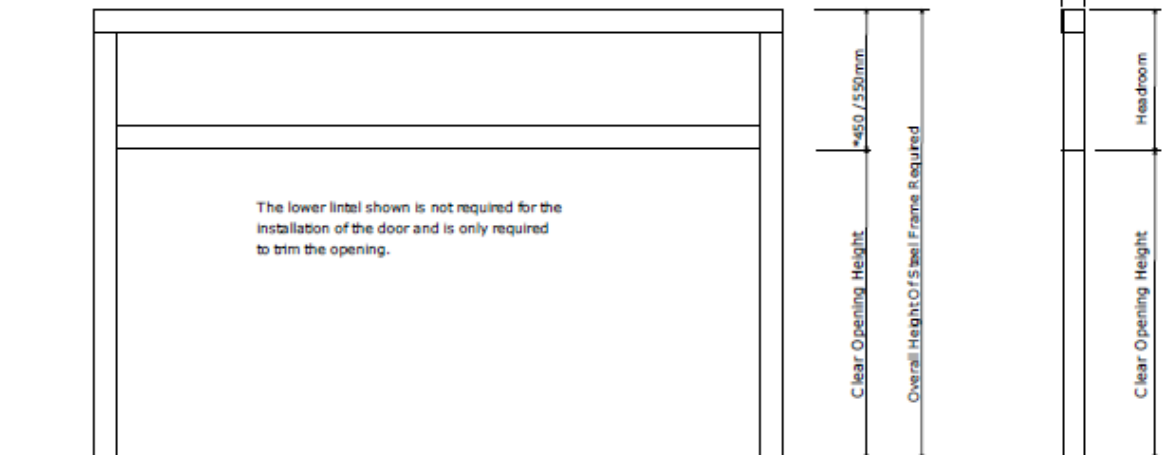 The lower lintel shown is not required for the
installation of the door and is only required
to trim the opening.
*450 / 550mm
Clear Opening Height
Overall Height Of Steel Frame Required
Headroom
Clear Opening Height